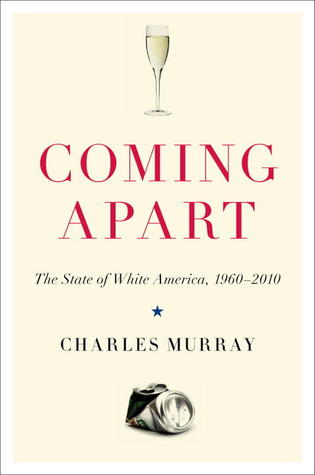 COMING
APART
The State of White America, 1960–2010
CHARLES MURRAY